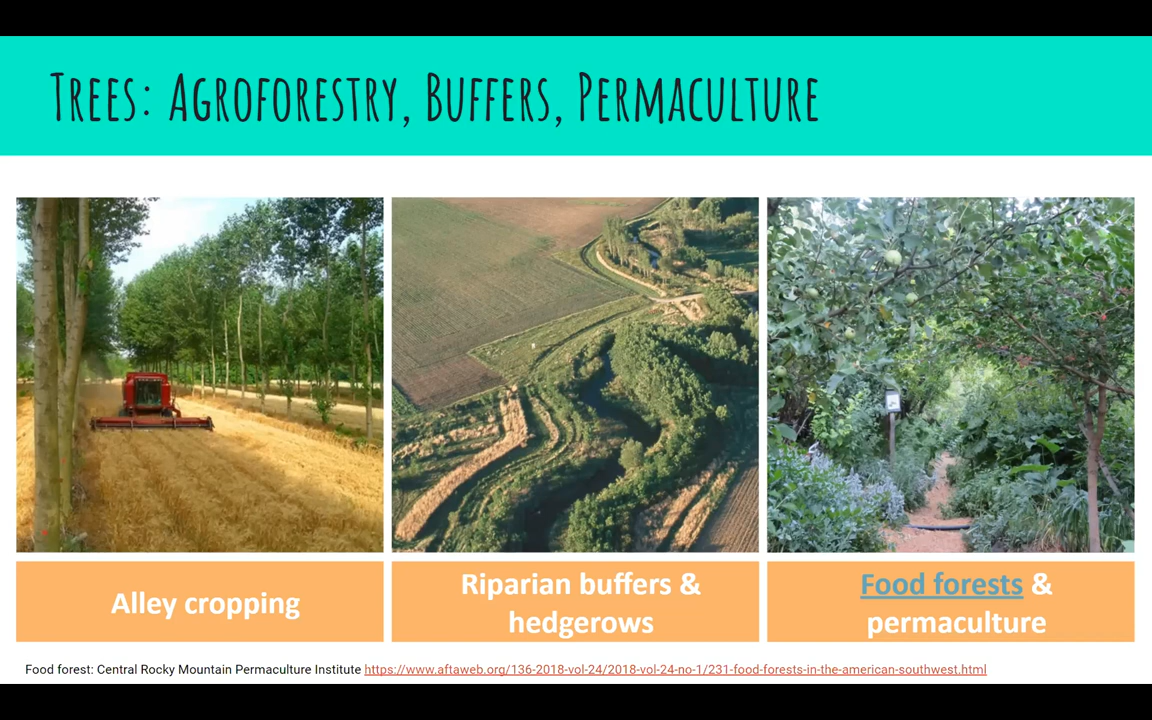 Trees: Agroforestry, Buffers, Permaculture
Alley cropping
Riparian buffers &
hedgerows
Food forests &
permaculture
Food forest: Central Rocky Mountain Permaculture Institute https://www.aftaweb.org/136-2018-vol-24/2018-vol-24-no-1/231-food-forests-in-the-american-southwest.html